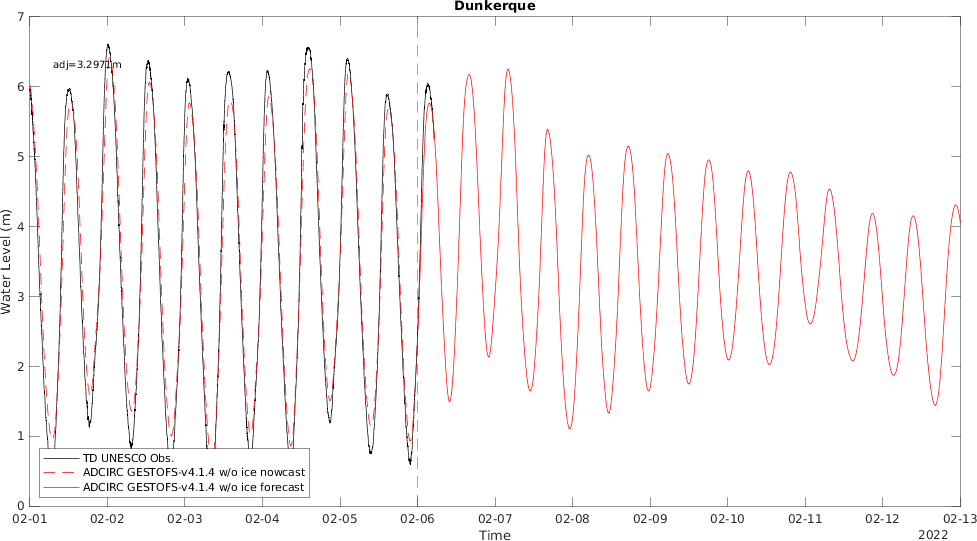 Dunkerque
7
6
5
4
3
2
1
0
Water Level (m)
adj=3.2971m
TD UNESCO Obs.
ADCIRC GESTOFS-v4.1.4 w/o ice nowcast
ADCIRC GESTOFS-v4.1.4 w/o ice forecast
02-01 02-02 02-03 02-04 02-05 02-06 02-07 02-08 02-09 02-10 02-11 02-12 02-13
Time
2022